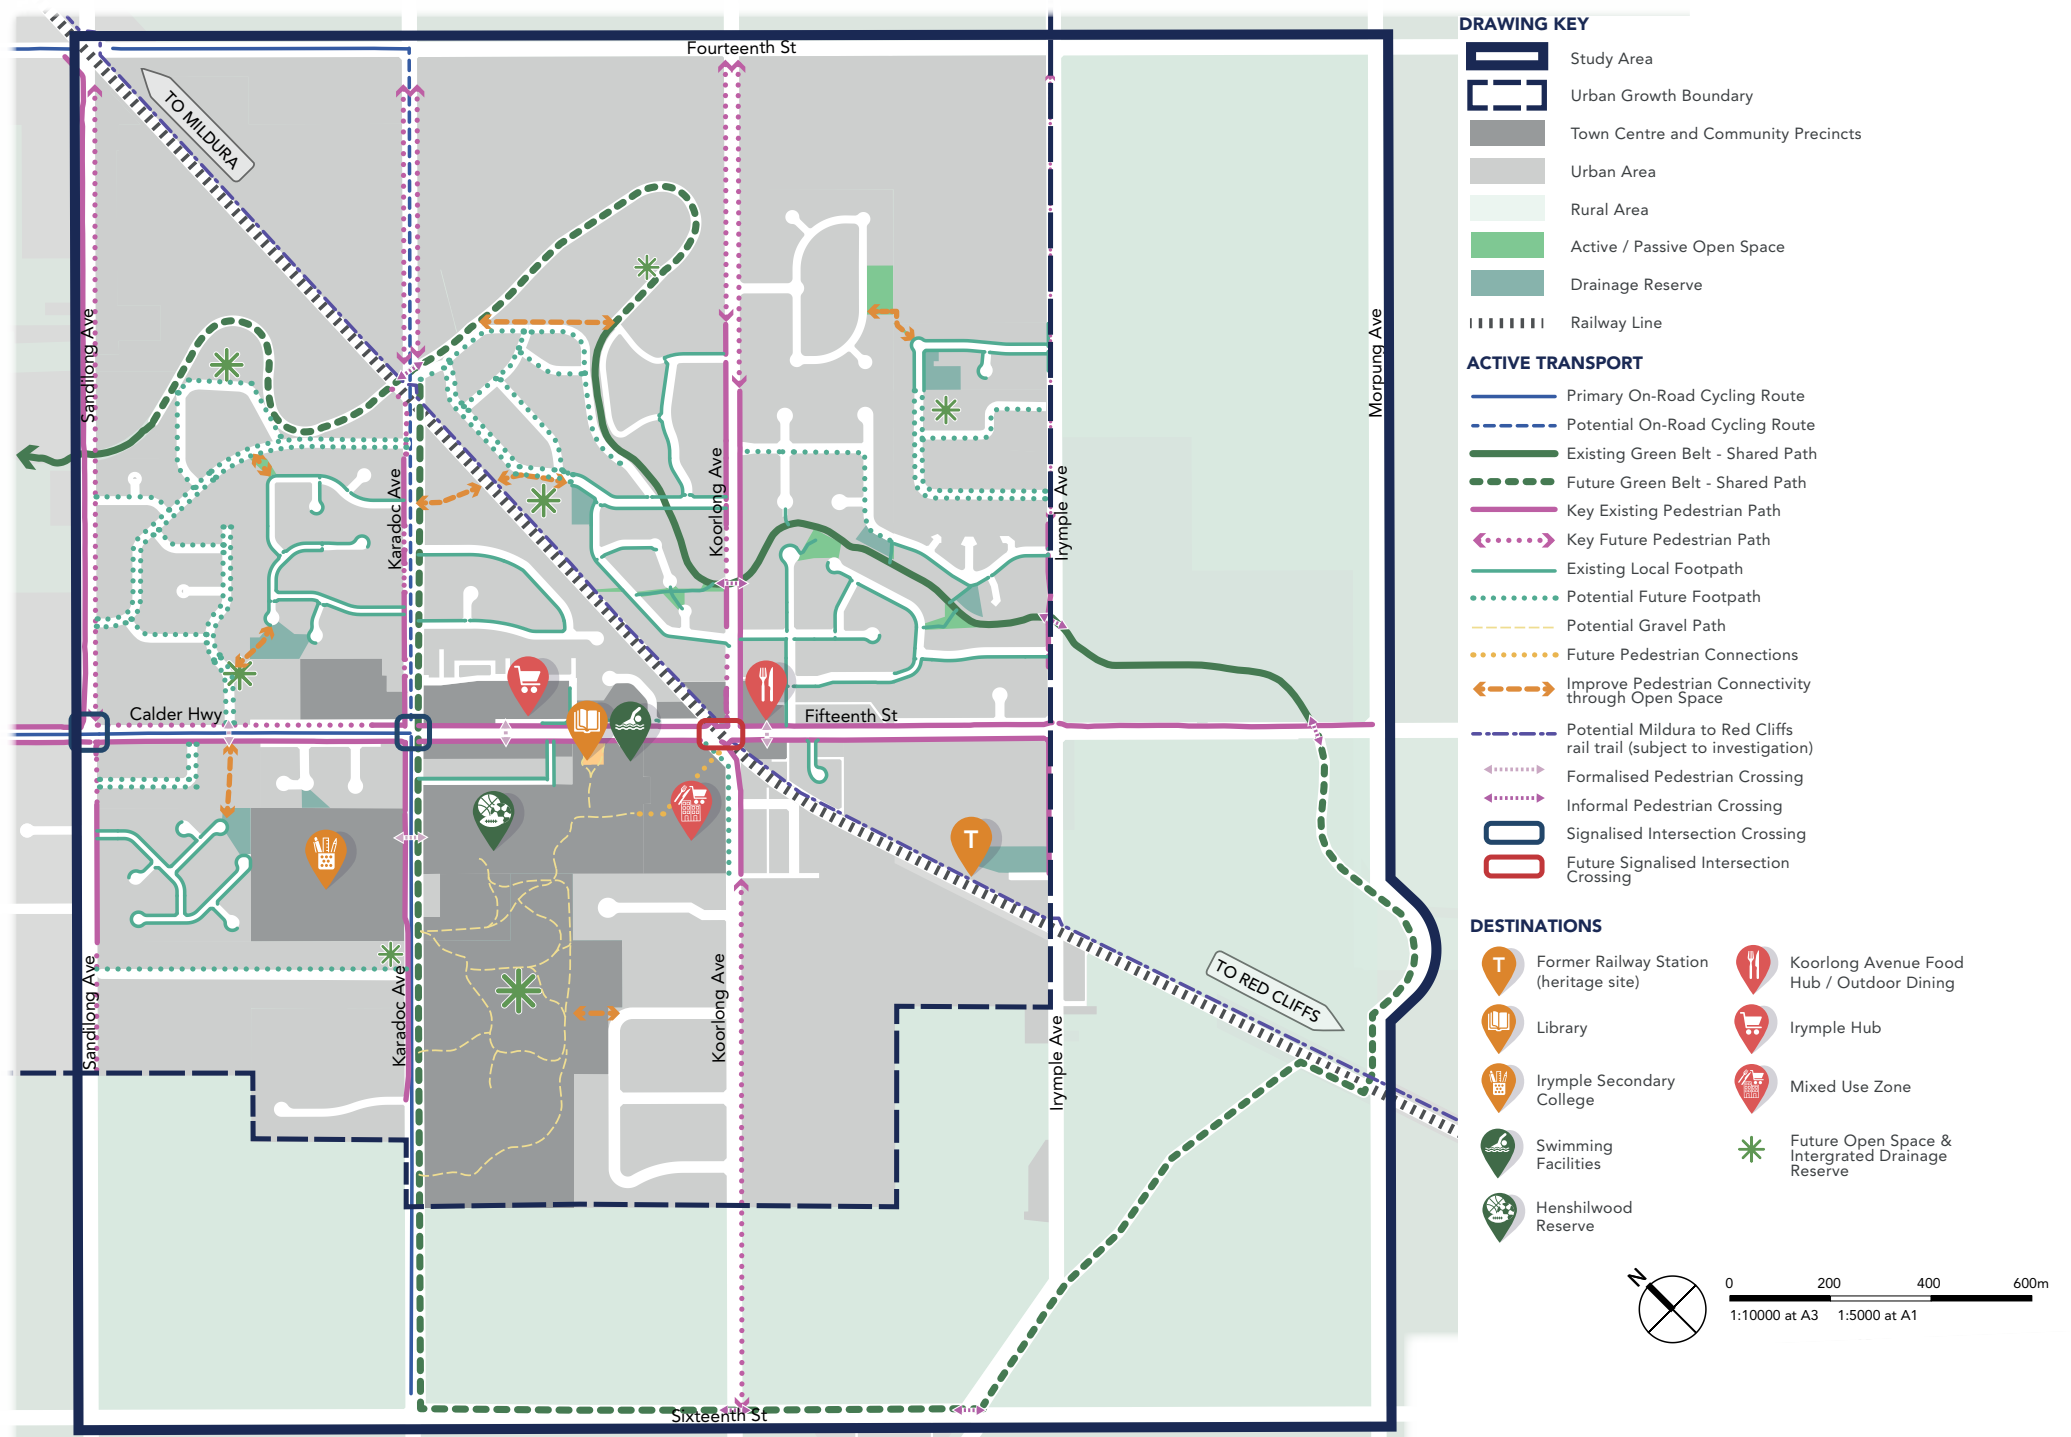 Fourteenth St
TO MILDURA
Sandilong Ave
Karadoc Ave
Koorlong Ave
Irymple Ave
Morpung Ave
Calder Hwy
Fifteenth St
T
Sandilong Ave
Karadoc Ave
Koorlong Ave
Irymple Ave
TO RED CLIFFS
Sixteenth St
DRAWING KEY
Study Area
Urban Growth Boundary
Town Centre and Community Precincts
Urban Area
Rural Area
Active / Passive Open Space
Drainage Reserve
Railway Line
ACTIVE TRANSPORT
Primary On-Road Cycling Route
Potential On-Road Cycling Route
Existing Green Belt - Shared Path
Future Green Belt - Shared Path
Key Existing Pedestrian Path
Key Future Pedestrian Path
Existing Local Footpath
Potential Future Footpath
Potential Gravel Path
Future Pedestrian Connections
Improve Pedestrian Connectivity
through Open Space
Potential Mildura to Red Cliffs
rail trail (subject to investigation)
Formalised Pedestrian Crossing
Informal Pedestrian Crossing
Signalised Intersection Crossing
Future Signalised Intersection
Crossing
DESTINATIONS
T
Former Railway Station
(heritage site)
Library
Irymple Secondary
College
Swimming
Facilities
Henshilwood
Reserve
Koorlong Avenue Food
Hub / Outdoor Dining
Irymple Hub
Mixed Use Zone
Future Open Space &
Intergrated Drainage
Reserve
N
0 200 400 600m
1:10000 at A3 1:5000 at A1